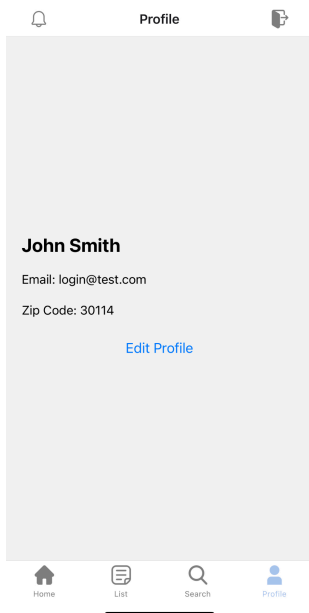 Profile
John Smith
Email: login@test.com
Zip Code: 30114
Edit Profile
Home
List
Search
Profile